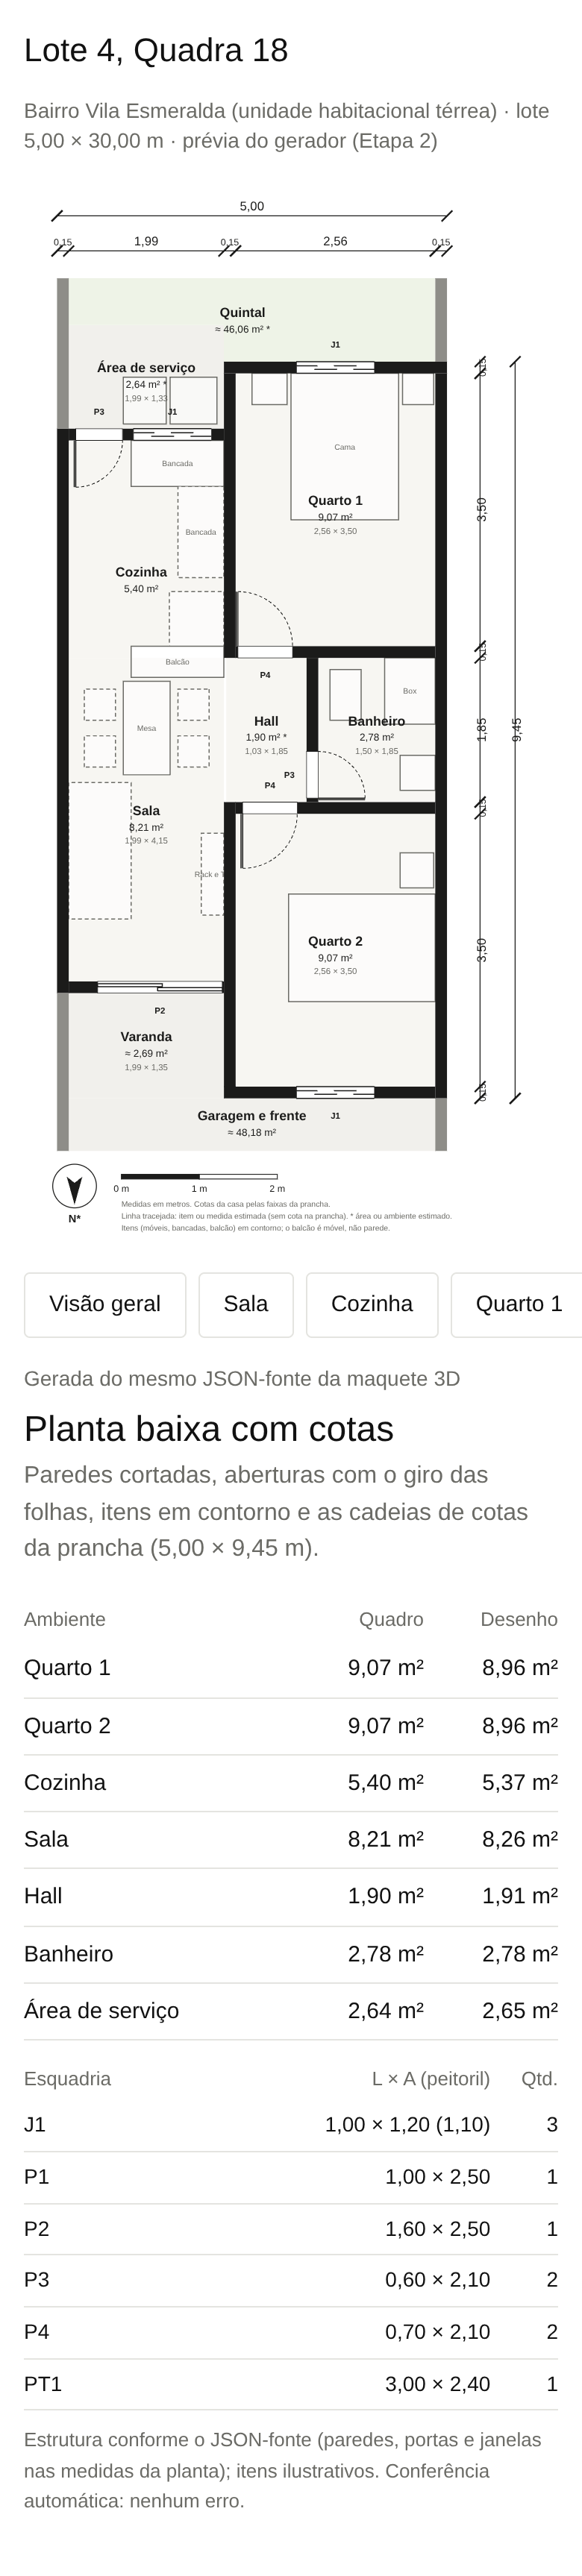 Lote 4, Quadra 18
Bairro Vila Esmeralda (unidade habitacional térrea) · lote
5,00 × 30,00 m · prévia do gerador (Etapa 2)
5,00
0,15 1,99 0,15 2,56 0,15
Quintal
≈ 46,06 m² *
J1
0,15
Área de serviço
2,64 m² *
1,99 × 1,33
P3 J1
Cama
Bancada
Quarto 1
9,07 m²
2,56 × 3,50
3,50
Bancada
Cozinha
5,40 m²
0,15
Balcão
P4
Box
Hall
1,90 m² *
1,03 × 1,85
Banheiro
2,78 m²
1,50 × 1,85
1,85
9,45
Mesa
P3
P4
0,15
Sala
8,21 m²
1,99 × 4,15
Rack e
Quarto 2
9,07 m²
2,56 × 3,50
3,50
P2
Varanda
≈ 2,69 m²
1,99 × 1,35
0,15
Garagem e frente
≈ 48,18 m²
J1
N*
0 m 1 m 2 m
Medidas em metros. Cotas da casa pelas faixas da prancha.
Linha tracejada: item ou medida estimada (sem cota na prancha). * área ou ambiente estimado.
Itens (móveis, bancadas, balcão) em contorno; o balcão é móvel, não parede.
Visão geral Sala Cozinha Quarto 1
Gerada do mesmo JSON-fonte da maquete 3D
Planta baixa com cotas
Paredes cortadas, aberturas com o giro das
folhas, itens em contorno e as cadeias de cotas
da prancha (5,00 × 9,45 m).
Ambiente Quadro Desenho
Quarto 1 9,07 m² 8,96 m²
Quarto 2 9,07 m² 8,96 m²
Cozinha 5,40 m² 5,37 m²
Sala 8,21 m² 8,26 m²
Hall 1,90 m² 1,91 m²
Banheiro 2,78 m² 2,78 m²
Área de serviço 2,64 m² 2,65 m²
Esquadria L × A (peitoril) Qtd.
J1 1,00 × 1,20 (1,10) 3
P1 1,00 × 2,50 1
P2 1,60 × 2,50 1
P3 0,60 × 2,10 2
P4 0,70 × 2,10 2
PT1 3,00 × 2,40 1
Estrutura conforme o JSON-fonte (paredes, portas e janelas
nas medidas da planta); itens ilustrativos. Conferência
automática: nenhum erro.